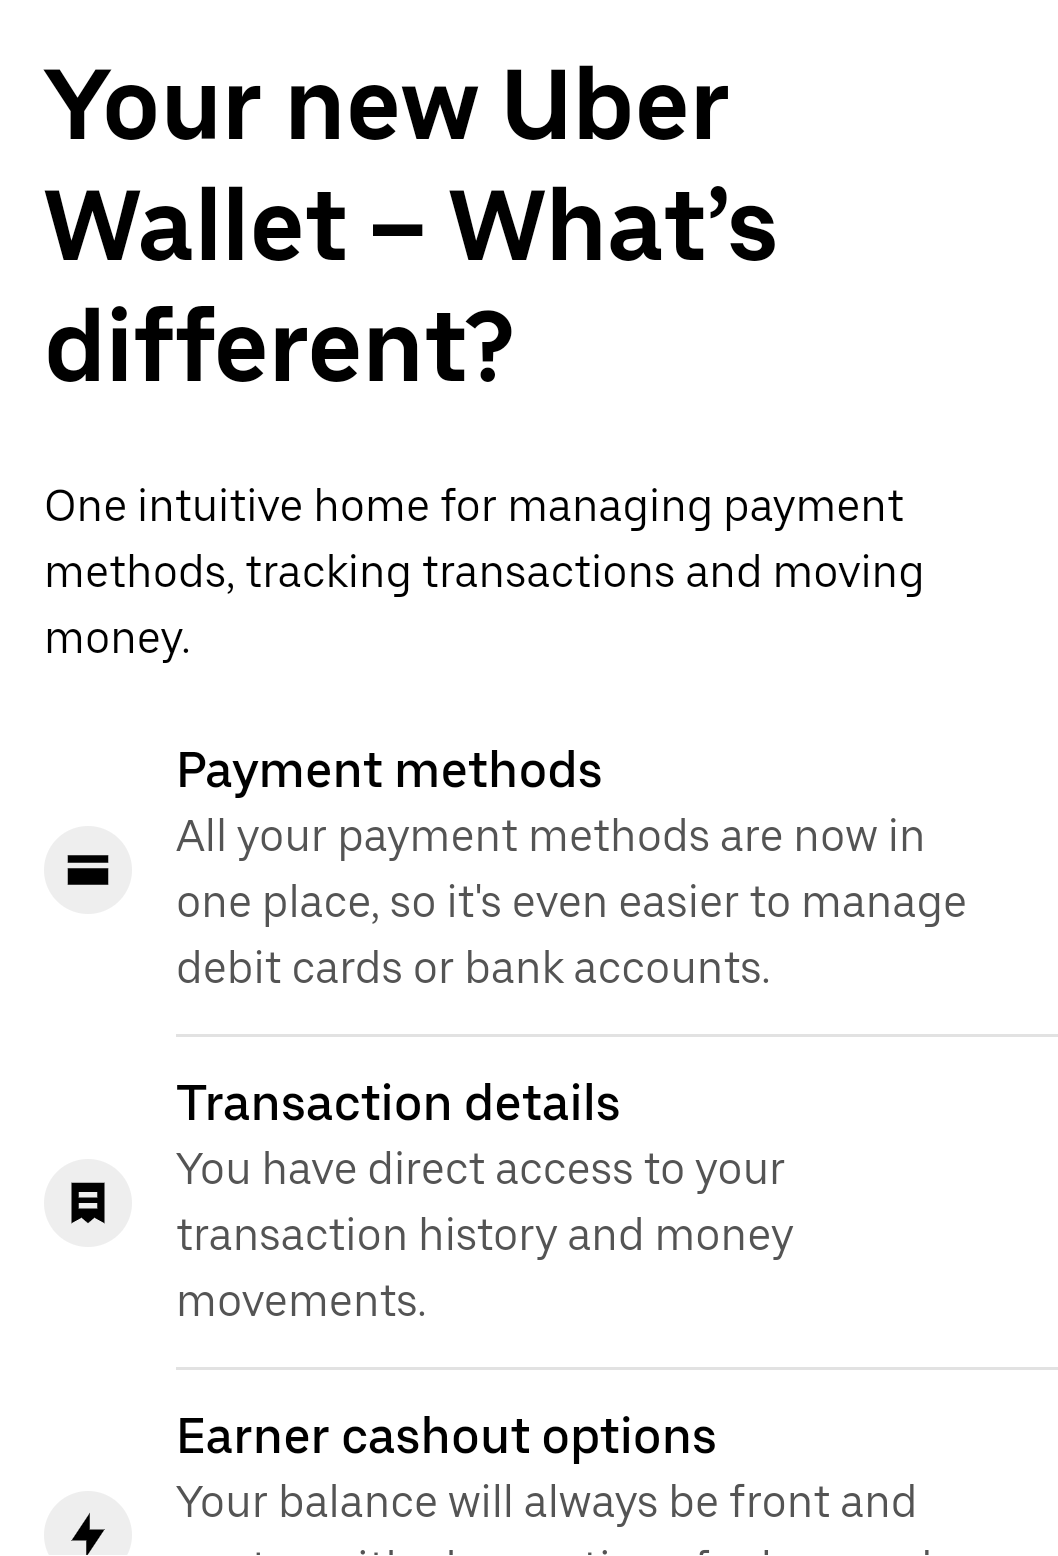 Your new Uber
Wallet – What’s
different?
One intuitive home for managing payment
methods, tracking transactions and moving
money.
Payment methods
All your payment methods are now in
one place, so it's even easier to manage
debit cards or bank accounts.
Transaction details
You have direct access to your
transaction history and money
movements.
Earner cashout options
Your balance will always be front and